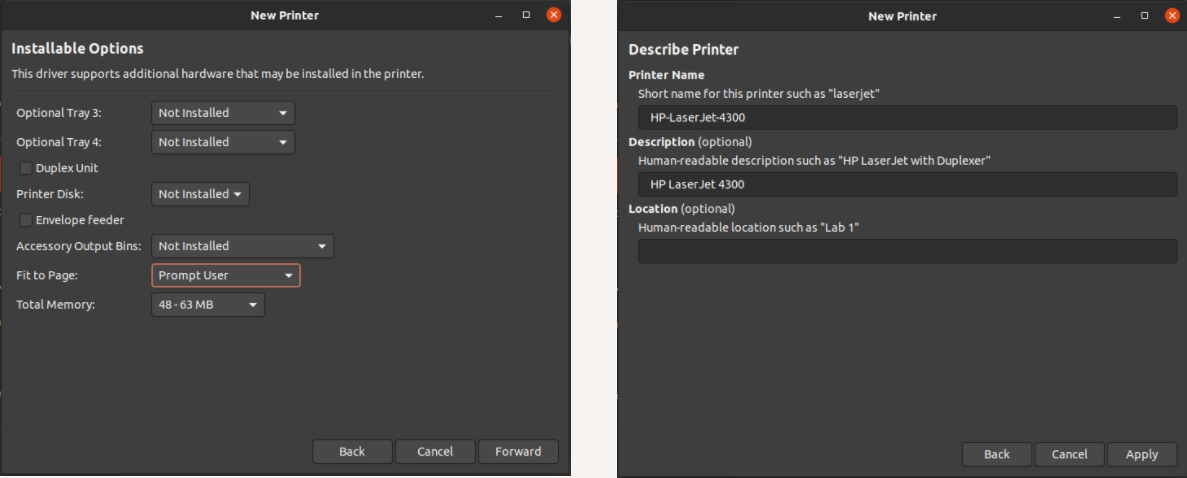 New Printer
Installable Options
This driver supports additional hardware that may be installed in the printer.
Optional Tray 3: Not Installed
Optional Tray 4: Not Installed
Duplex Unit
Printer Disk: Not Installed
Envelope feeder
Accessory Output Bins: Not Installed
Fit to Page: Prompt User
Total Memory: 48 - 63 MB
Back Cancel Forward
New Printer
Describe Printer
Printer Name
Short name for this printer such as "laserjet"
HP-LaserJet-4300
Description (optional)
Human-readable description such as "HP LaserJet with Duplexer"
HP LaserJet 4300
Location (optional)
Human-readable location such as "Lab 1"
Back Cancel Apply